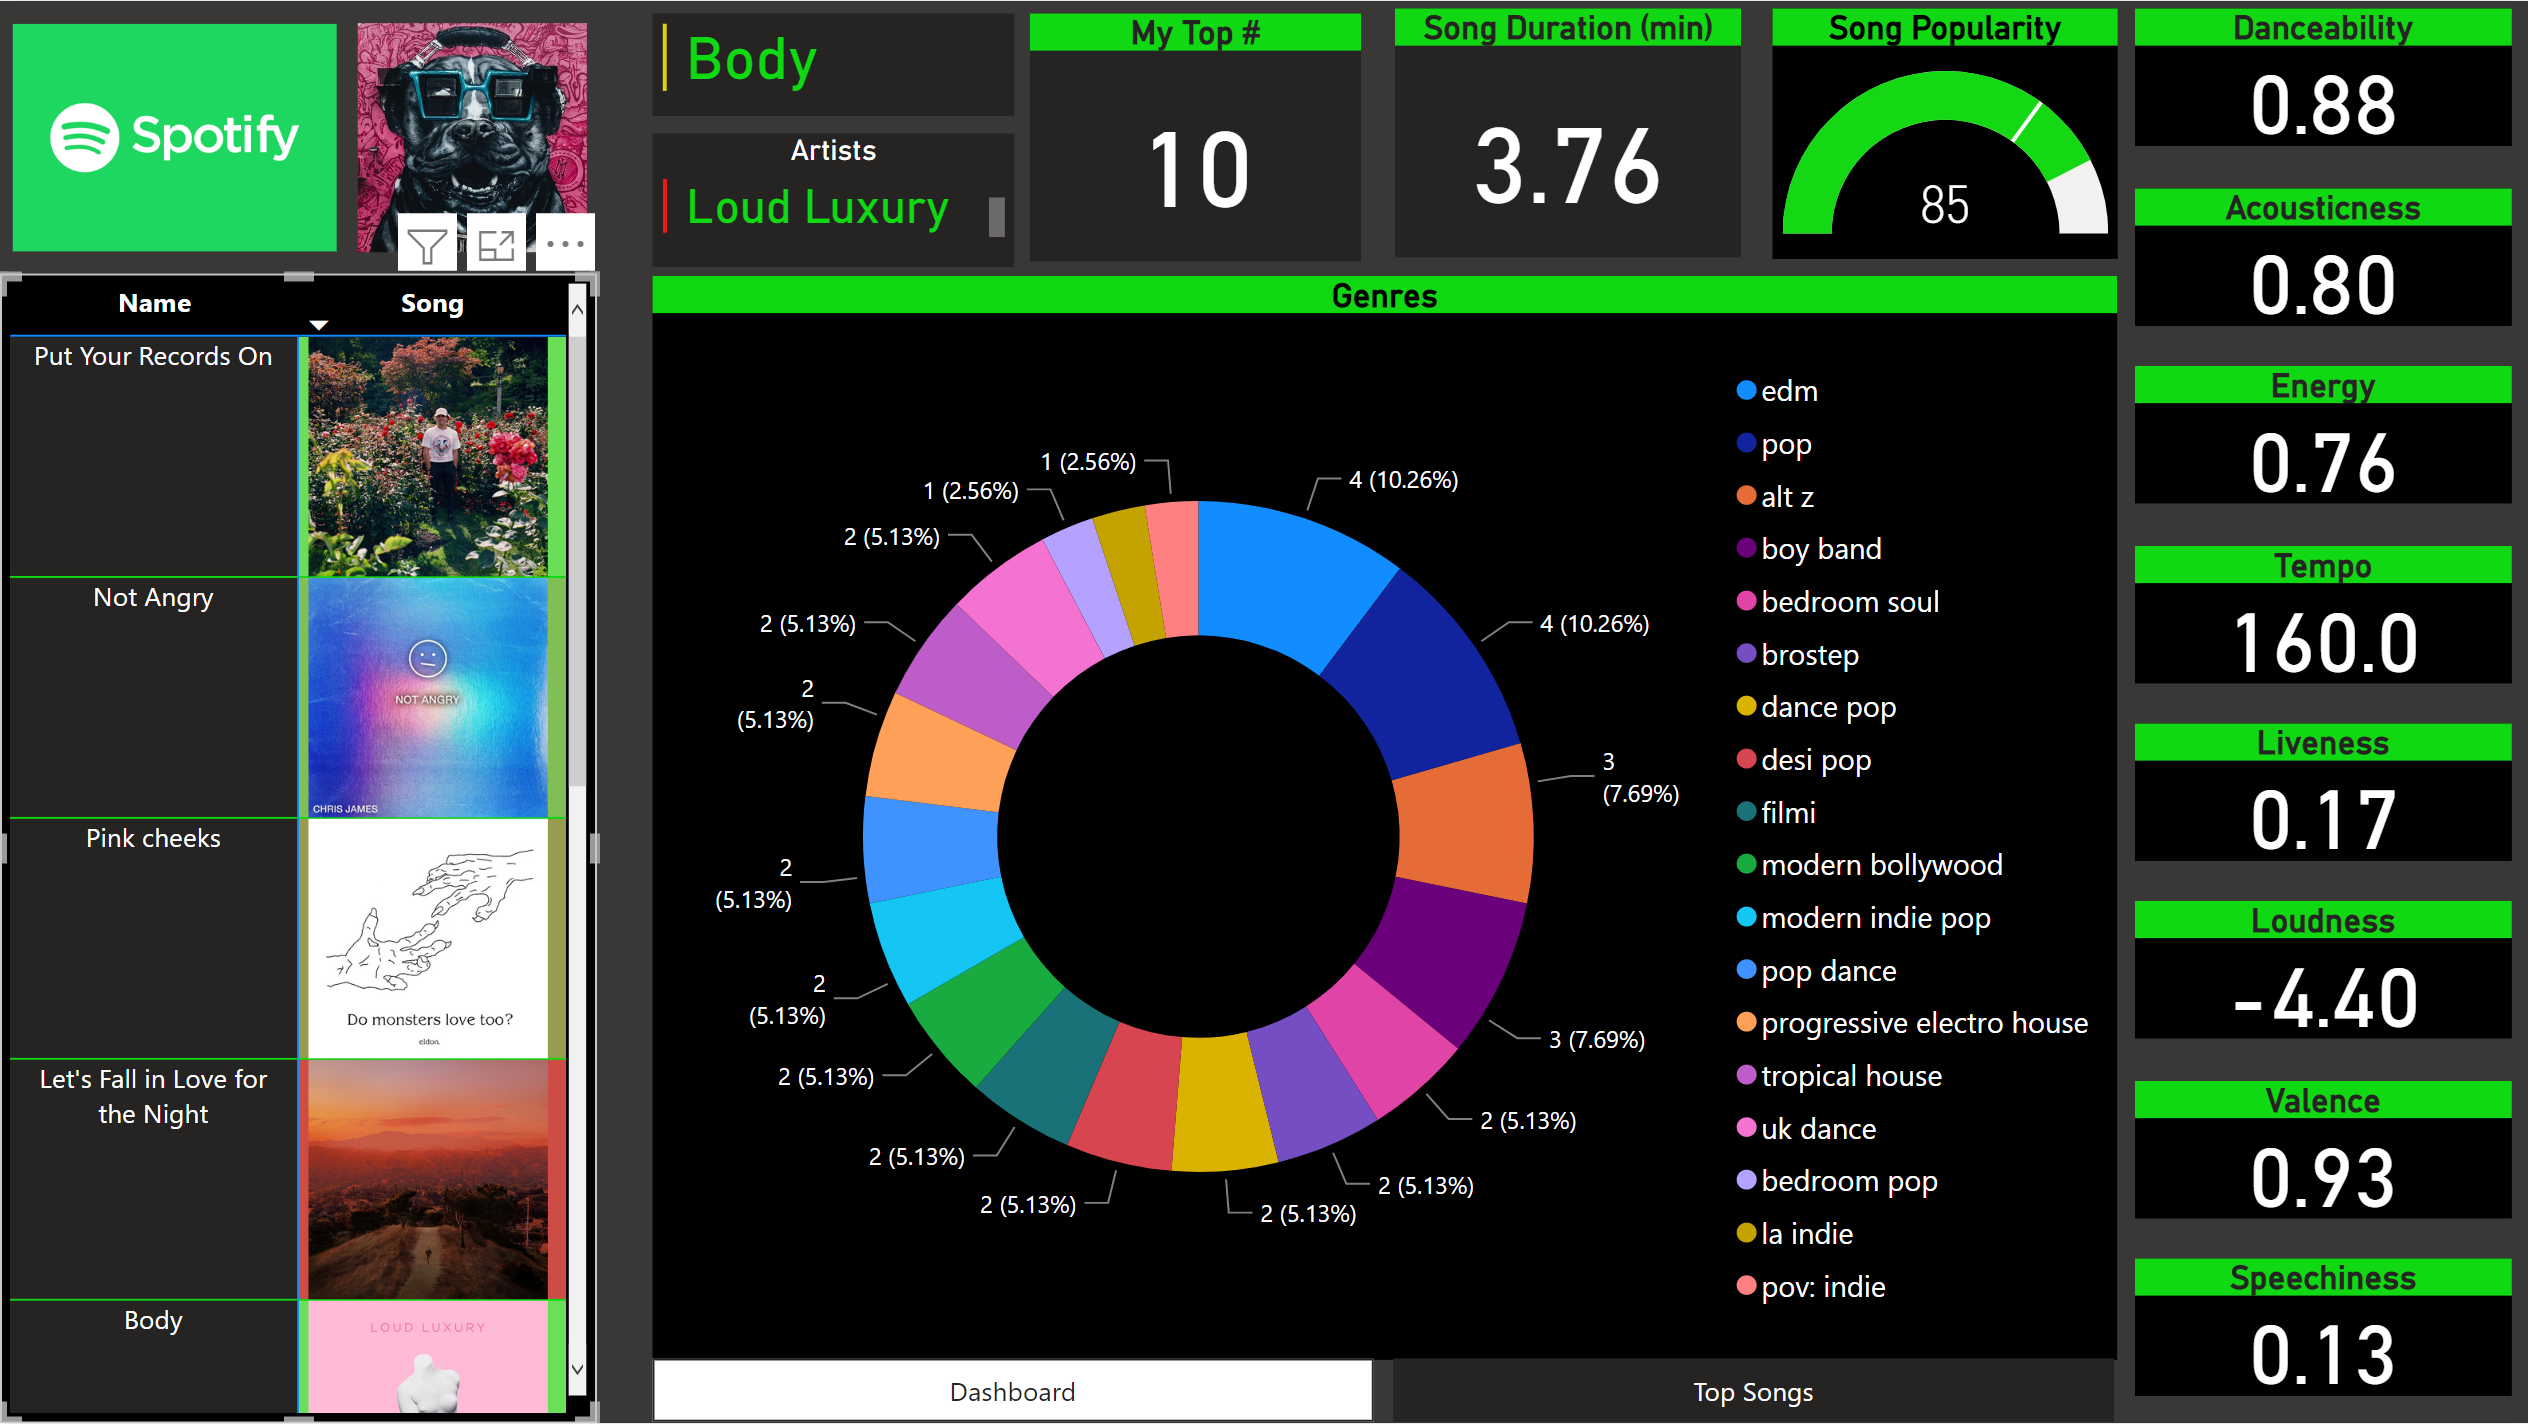 Spotify
Name
Song
Put Your Records On
Not Angry
NOT ANGRY
CHRIS JAMES
Pink cheeks
Do monsters love too?
eldon.
Let's Fall in Love for
the Night
Body
LOUD LUXURY
Body
Artists
Loud Luxury
My Top #
10
Song Duration (min)
3.76
Song Popularity
85
Genres
1 (2.56%)
1 (2.56%)
2 (5.13%)
2 (5.13%)
2
(5.13%)
2
(5.13%)
2
(5.13%)
2 (5.13%)
2 (5.13%)
2 (5.13%)
2 (5.13%)
2 (5.13%)
2 (5.13%)
3 (7.69%)
3
(7.69%)
4 (10.26%)
4 (10.26%)
edm
pop
alt z
boy band
bedroom soul
brostep
dance pop
desi pop
filmi
modern bollywood
modern indie pop
pop dance
progressive electro house
tropical house
uk dance
bedroom pop
la indie
pov: indie
Dashboard
Top Songs
Danceability
0.88
Acousticness
0.80
Energy
0.76
Tempo
160.0
Liveness
0.17
Loudness
-4.40
Valence
0.93
Speechiness
0.13